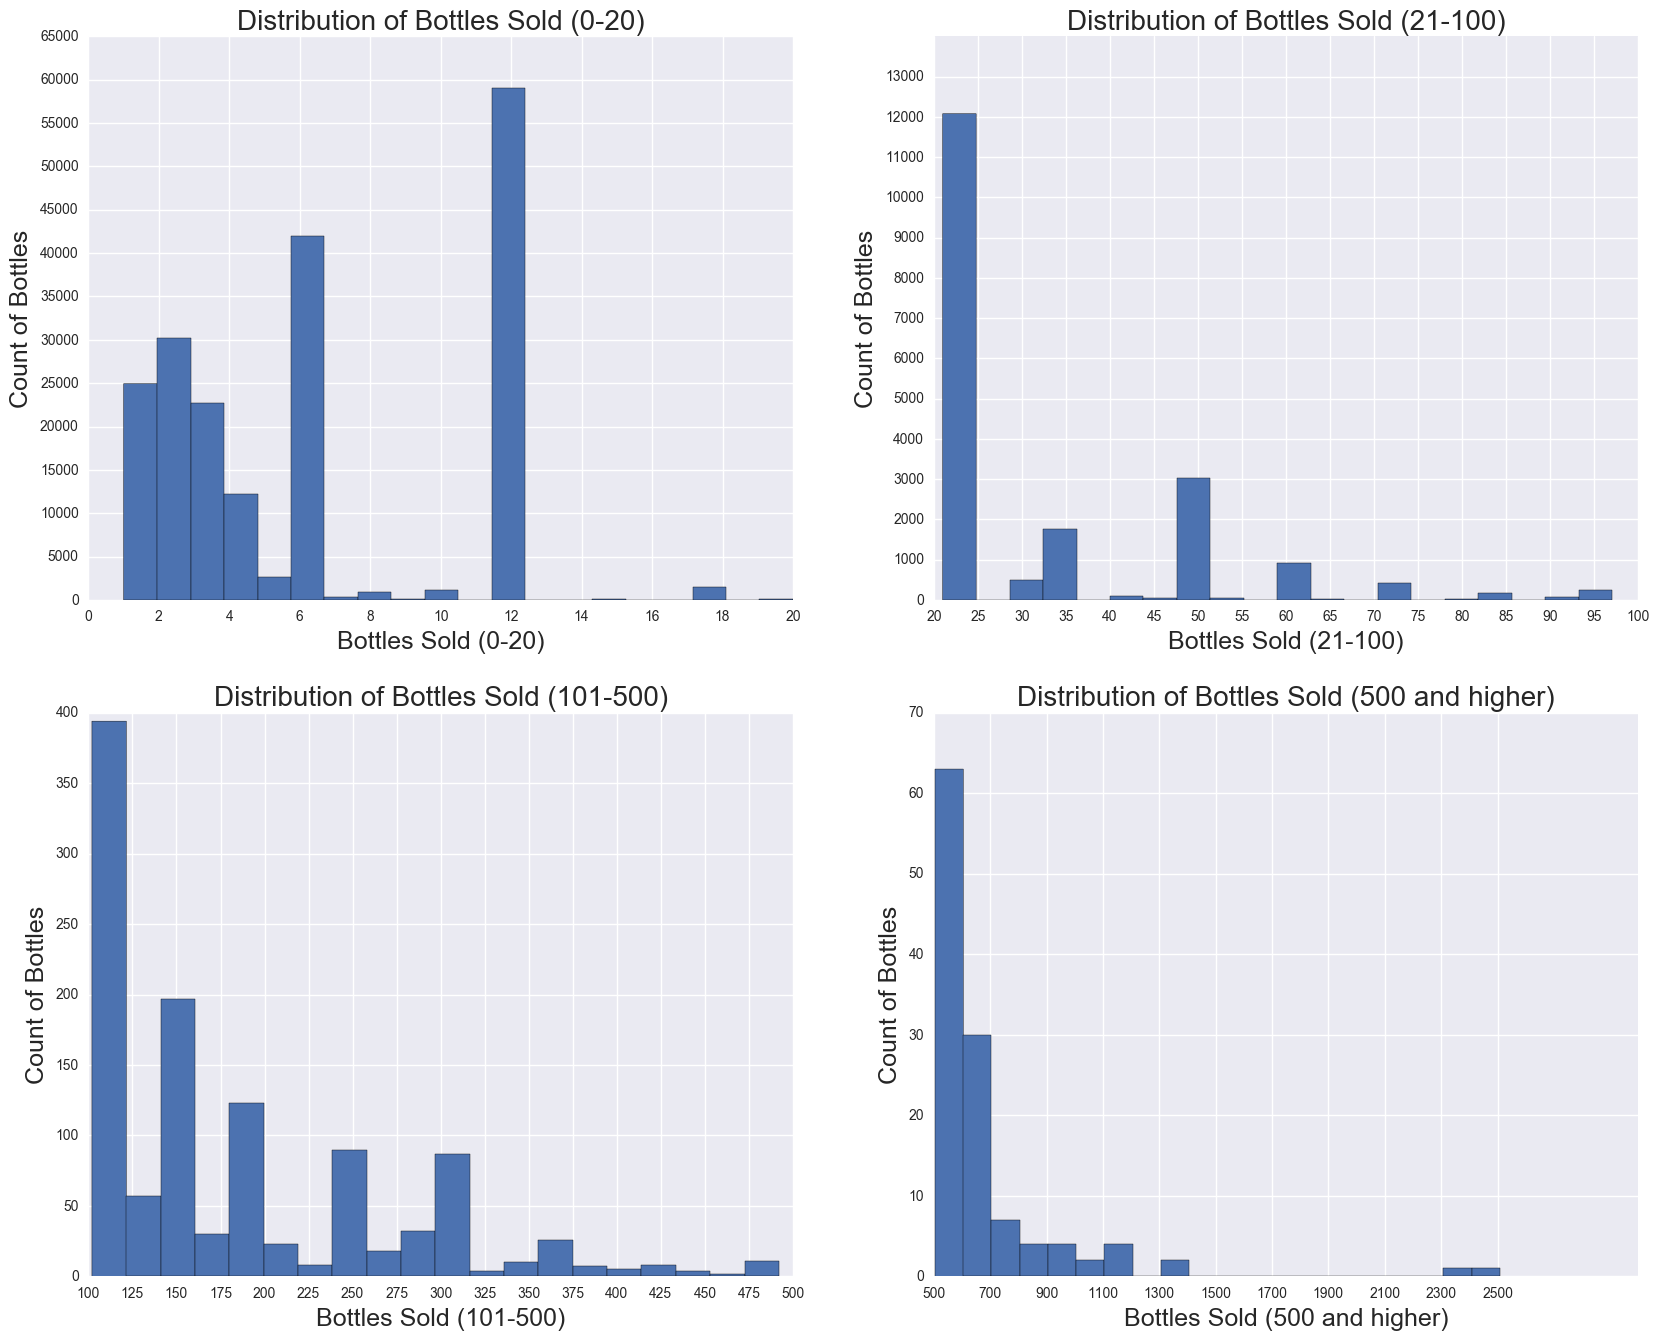 Distribution of Bottles Sold (0-20)
65000
60000
55000
50000
45000
40000
35000
30000
25000
20000
15000
10000
5000
0
Count of Bottles
0 2 4 6 8 10 12 14 16 18 20
Bottles Sold (0-20)
Distribution of Bottles Sold (21-100)
13000
12000
11000
10000
9000
8000
7000
6000
5000
4000
3000
2000
1000
0
Count of Bottles
20 25 30 35 40 45 50 55 60 65 70 75 80 85 90 95 100
Bottles Sold (21-100)
Distribution of Bottles Sold (101-500)
400
350
300
250
200
150
100
50
0
Count of Bottles
100 125 150 175 200 225 250 275 300 325 350 375 400 425 450 475 500
Bottles Sold (101-500)
Distribution of Bottles Sold (500 and higher)
70
60
50
40
30
20
10
0
Count of Bottles
500 700 900 1100 1300 1500 1700 1900 2100 2300 2500
Bottles Sold (500 and higher)